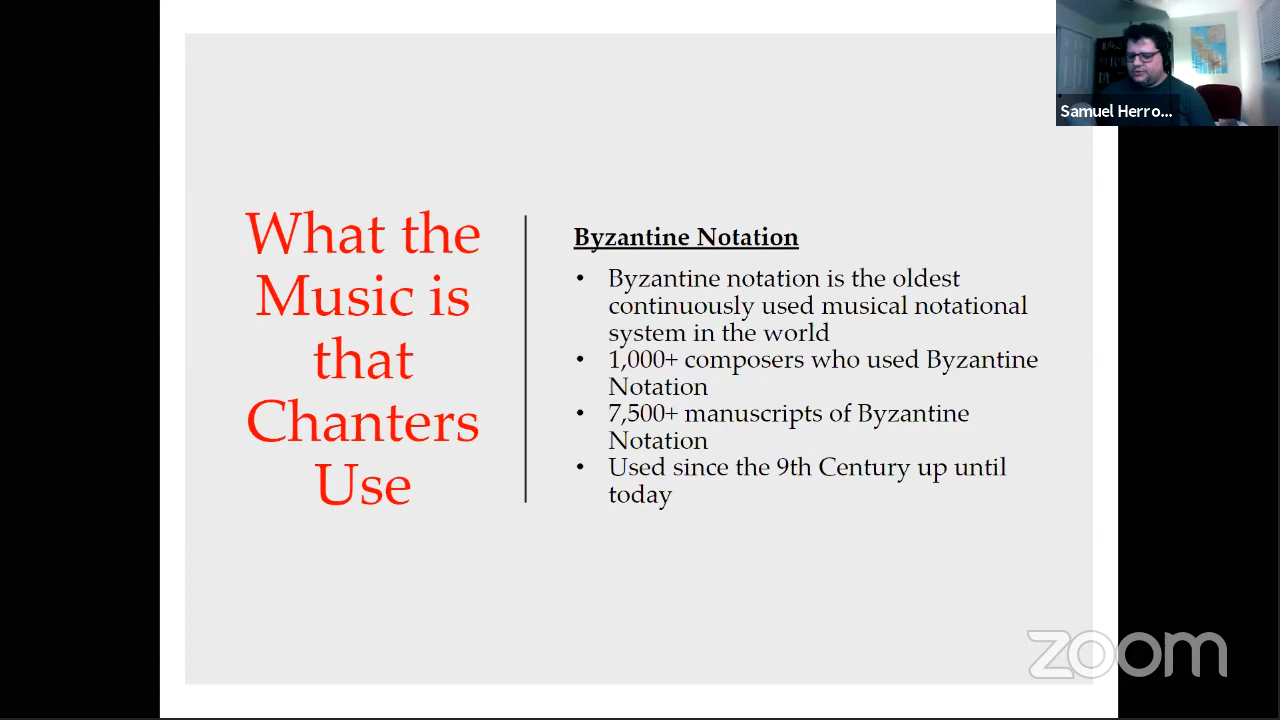 Samuel Herro...
What the
Music is
that
Chanters
Use
Byzantine Notation
• Byzantine notation is the oldest
continuously used musical notational
system in the world
• 1,000+ composers who used Byzantine
Notation
• 7,500+ manuscripts of Byzantine
Notation
• Used since the 9th Century up until
today
zoom